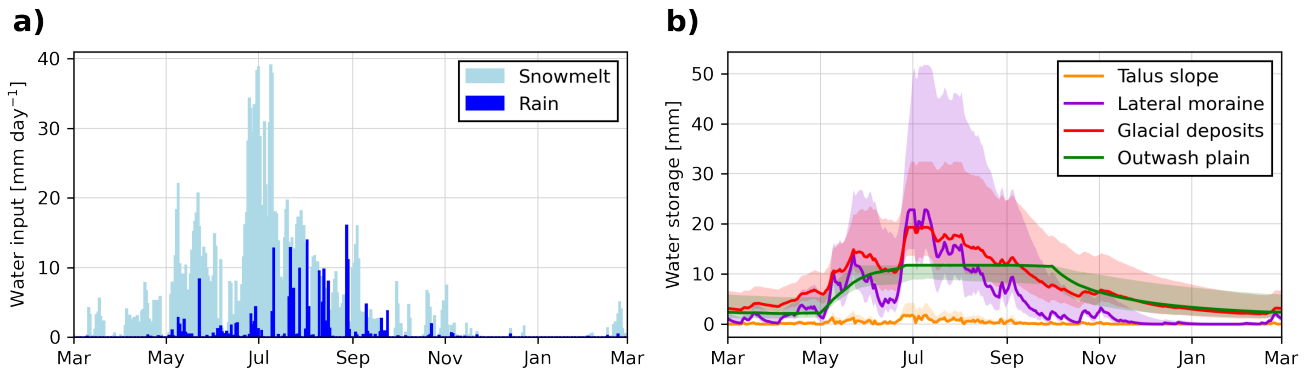 a)
Water input [mm day⁻¹]
40
30
20
10
0
Snowmelt
Rain
Mar May Jul Sep Nov Jan Mar
b)
Water storage [mm]
50
40
30
20
10
0
Talus slope
Lateral moraine
Glacial deposits
Outwash plain
Mar May Jul Sep Nov Jan Mar